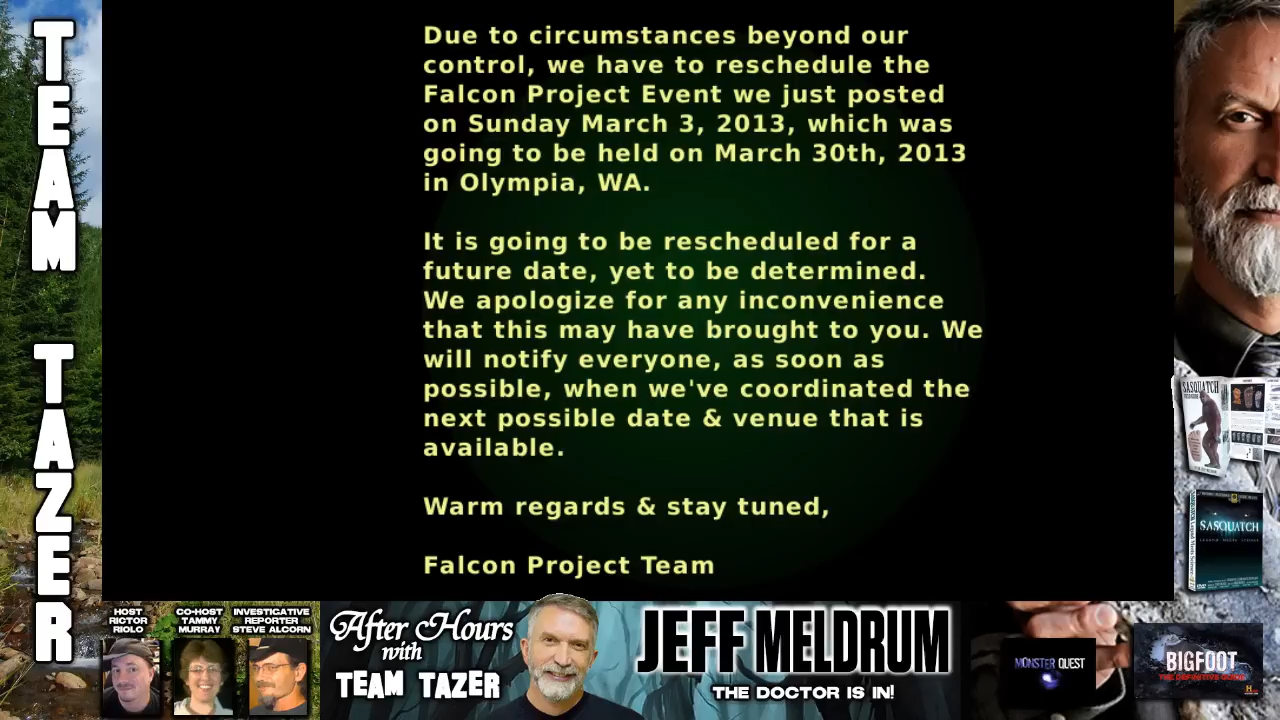 TEAM TAZER
Due to circumstances beyond our
control, we have to reschedule the
Falcon Project Event we just posted
on Sunday March 3, 2013, which was
going to be held on March 30th, 2013
in Olympia, WA.
It is going to be rescheduled for a
future date, yet to be determined.
We apologize for any inconvenience
that this may have brought to you. We
will notify everyone, as soon as
possible, when we've coordinated the
next possible date & venue that is
available.
Warm regards & stay tuned,
Falcon Project Team
SASQUATCH
SASQUATCH
HOST
RICTOR
RIOLO
CO-HOST
TAMMY
MURRAY
INVESTIGATIVE
REPORTER
STEVE ALCORN
After Hours
with
TEAM TAZER
JEFF MELDRUM
THE DOCTOR IS IN!
MONSTER QUEST
BIGFOOT
THE DEFINITIVE GUIDE
H